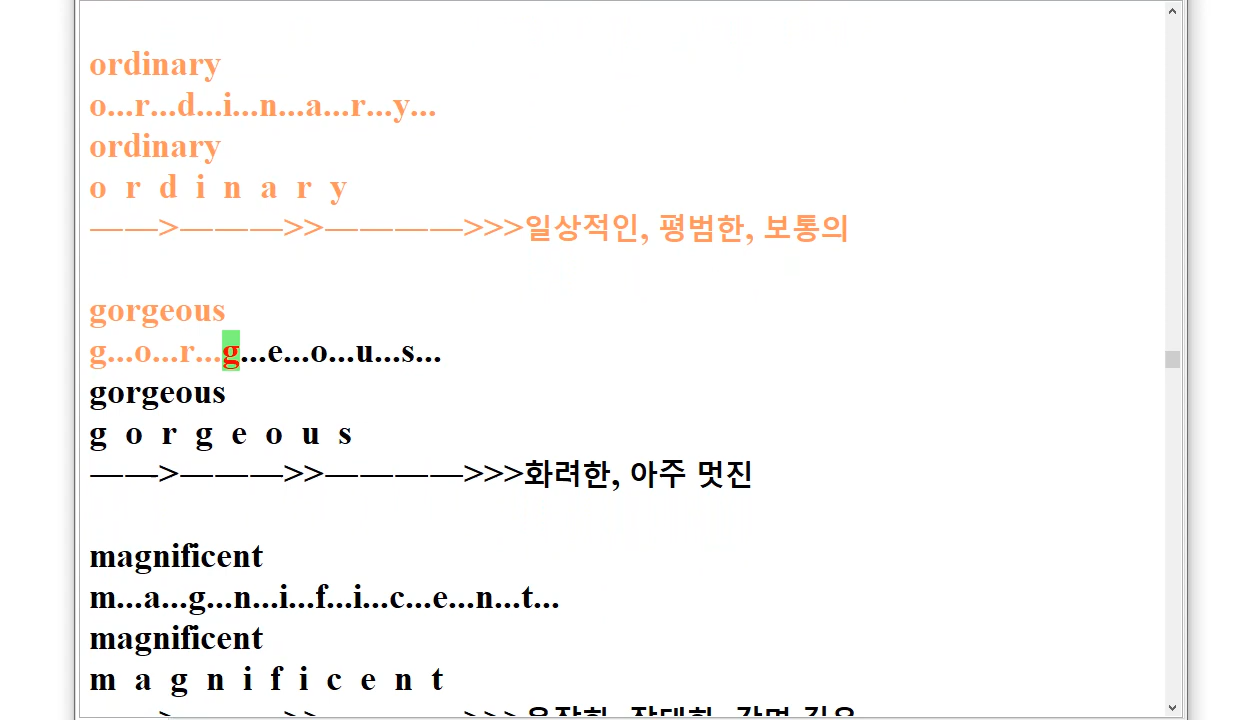 ordinary
o...r...d...i...n...a...r...y...
ordinary
o r d i n a r y
——>———>>————>>>일상적인, 평범한, 보통의
gorgeous
g...o...r...g...e...o...u...s...
gorgeous
g o r g e o u s
——>———>>————>>>화려한, 아주 멋진
magnificent
m...a...g...n...i...f...i...c...e...n...t...
magnificent
m a g n i f i c e n t